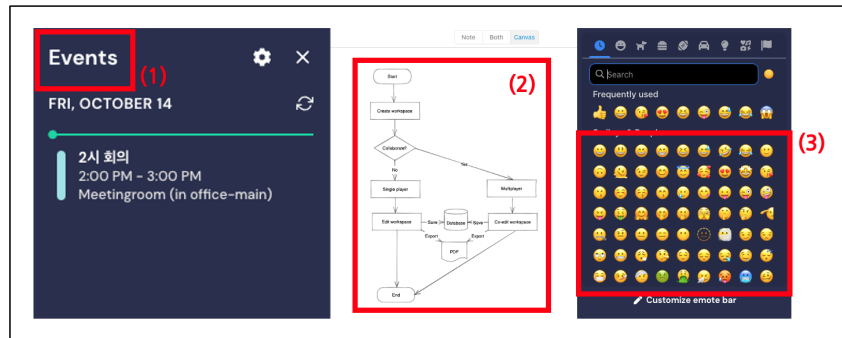 Events
(1)
FRI, OCTOBER 14
2시 회의
2:00 PM - 3:00 PM
Meetingroom (in office-main)
Note Both Canvas
(2)
Start
Create workspace
Collaborate?
No
Yes
Single player
Multiplayer
Edit workspace
Save
Database
Save
Co-edit workspace
Export
Export
PDF
End
Search
Frequently used
(3)
Customize emote bar